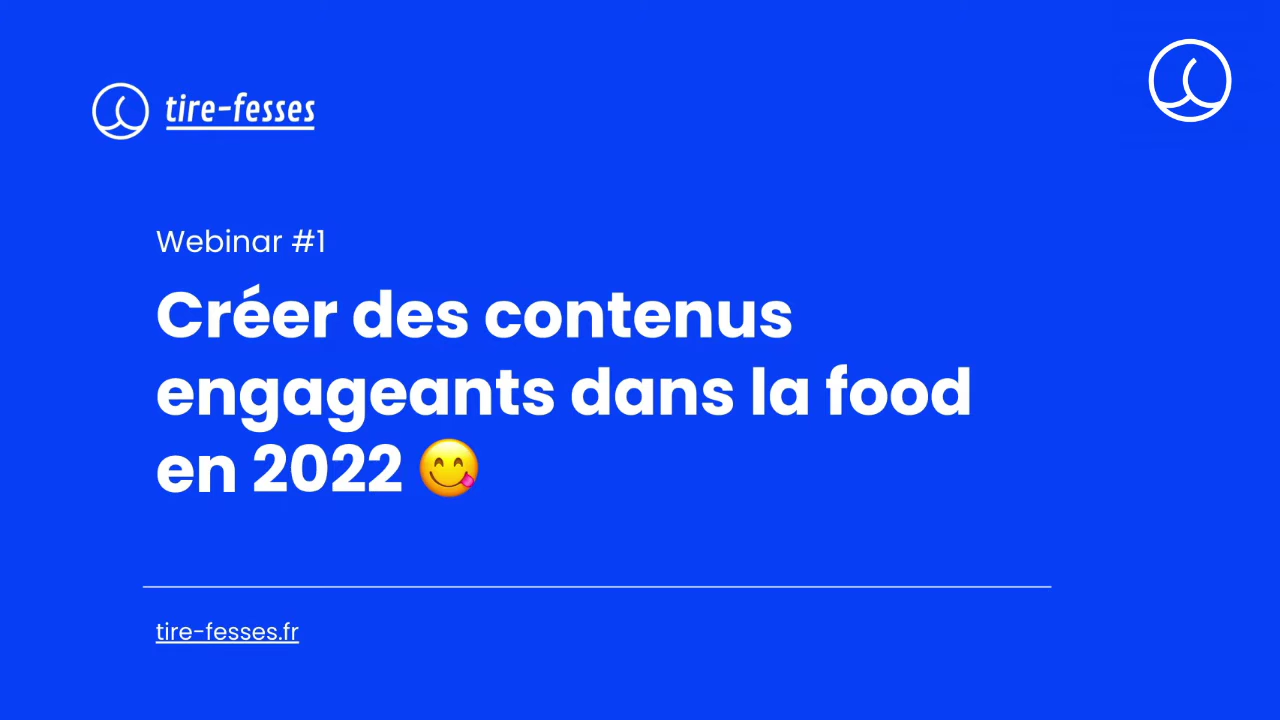 tire-fesses
Webinar #1
Créer des contenus
engageants dans la food
en 2022 😋
tire-fesses.fr